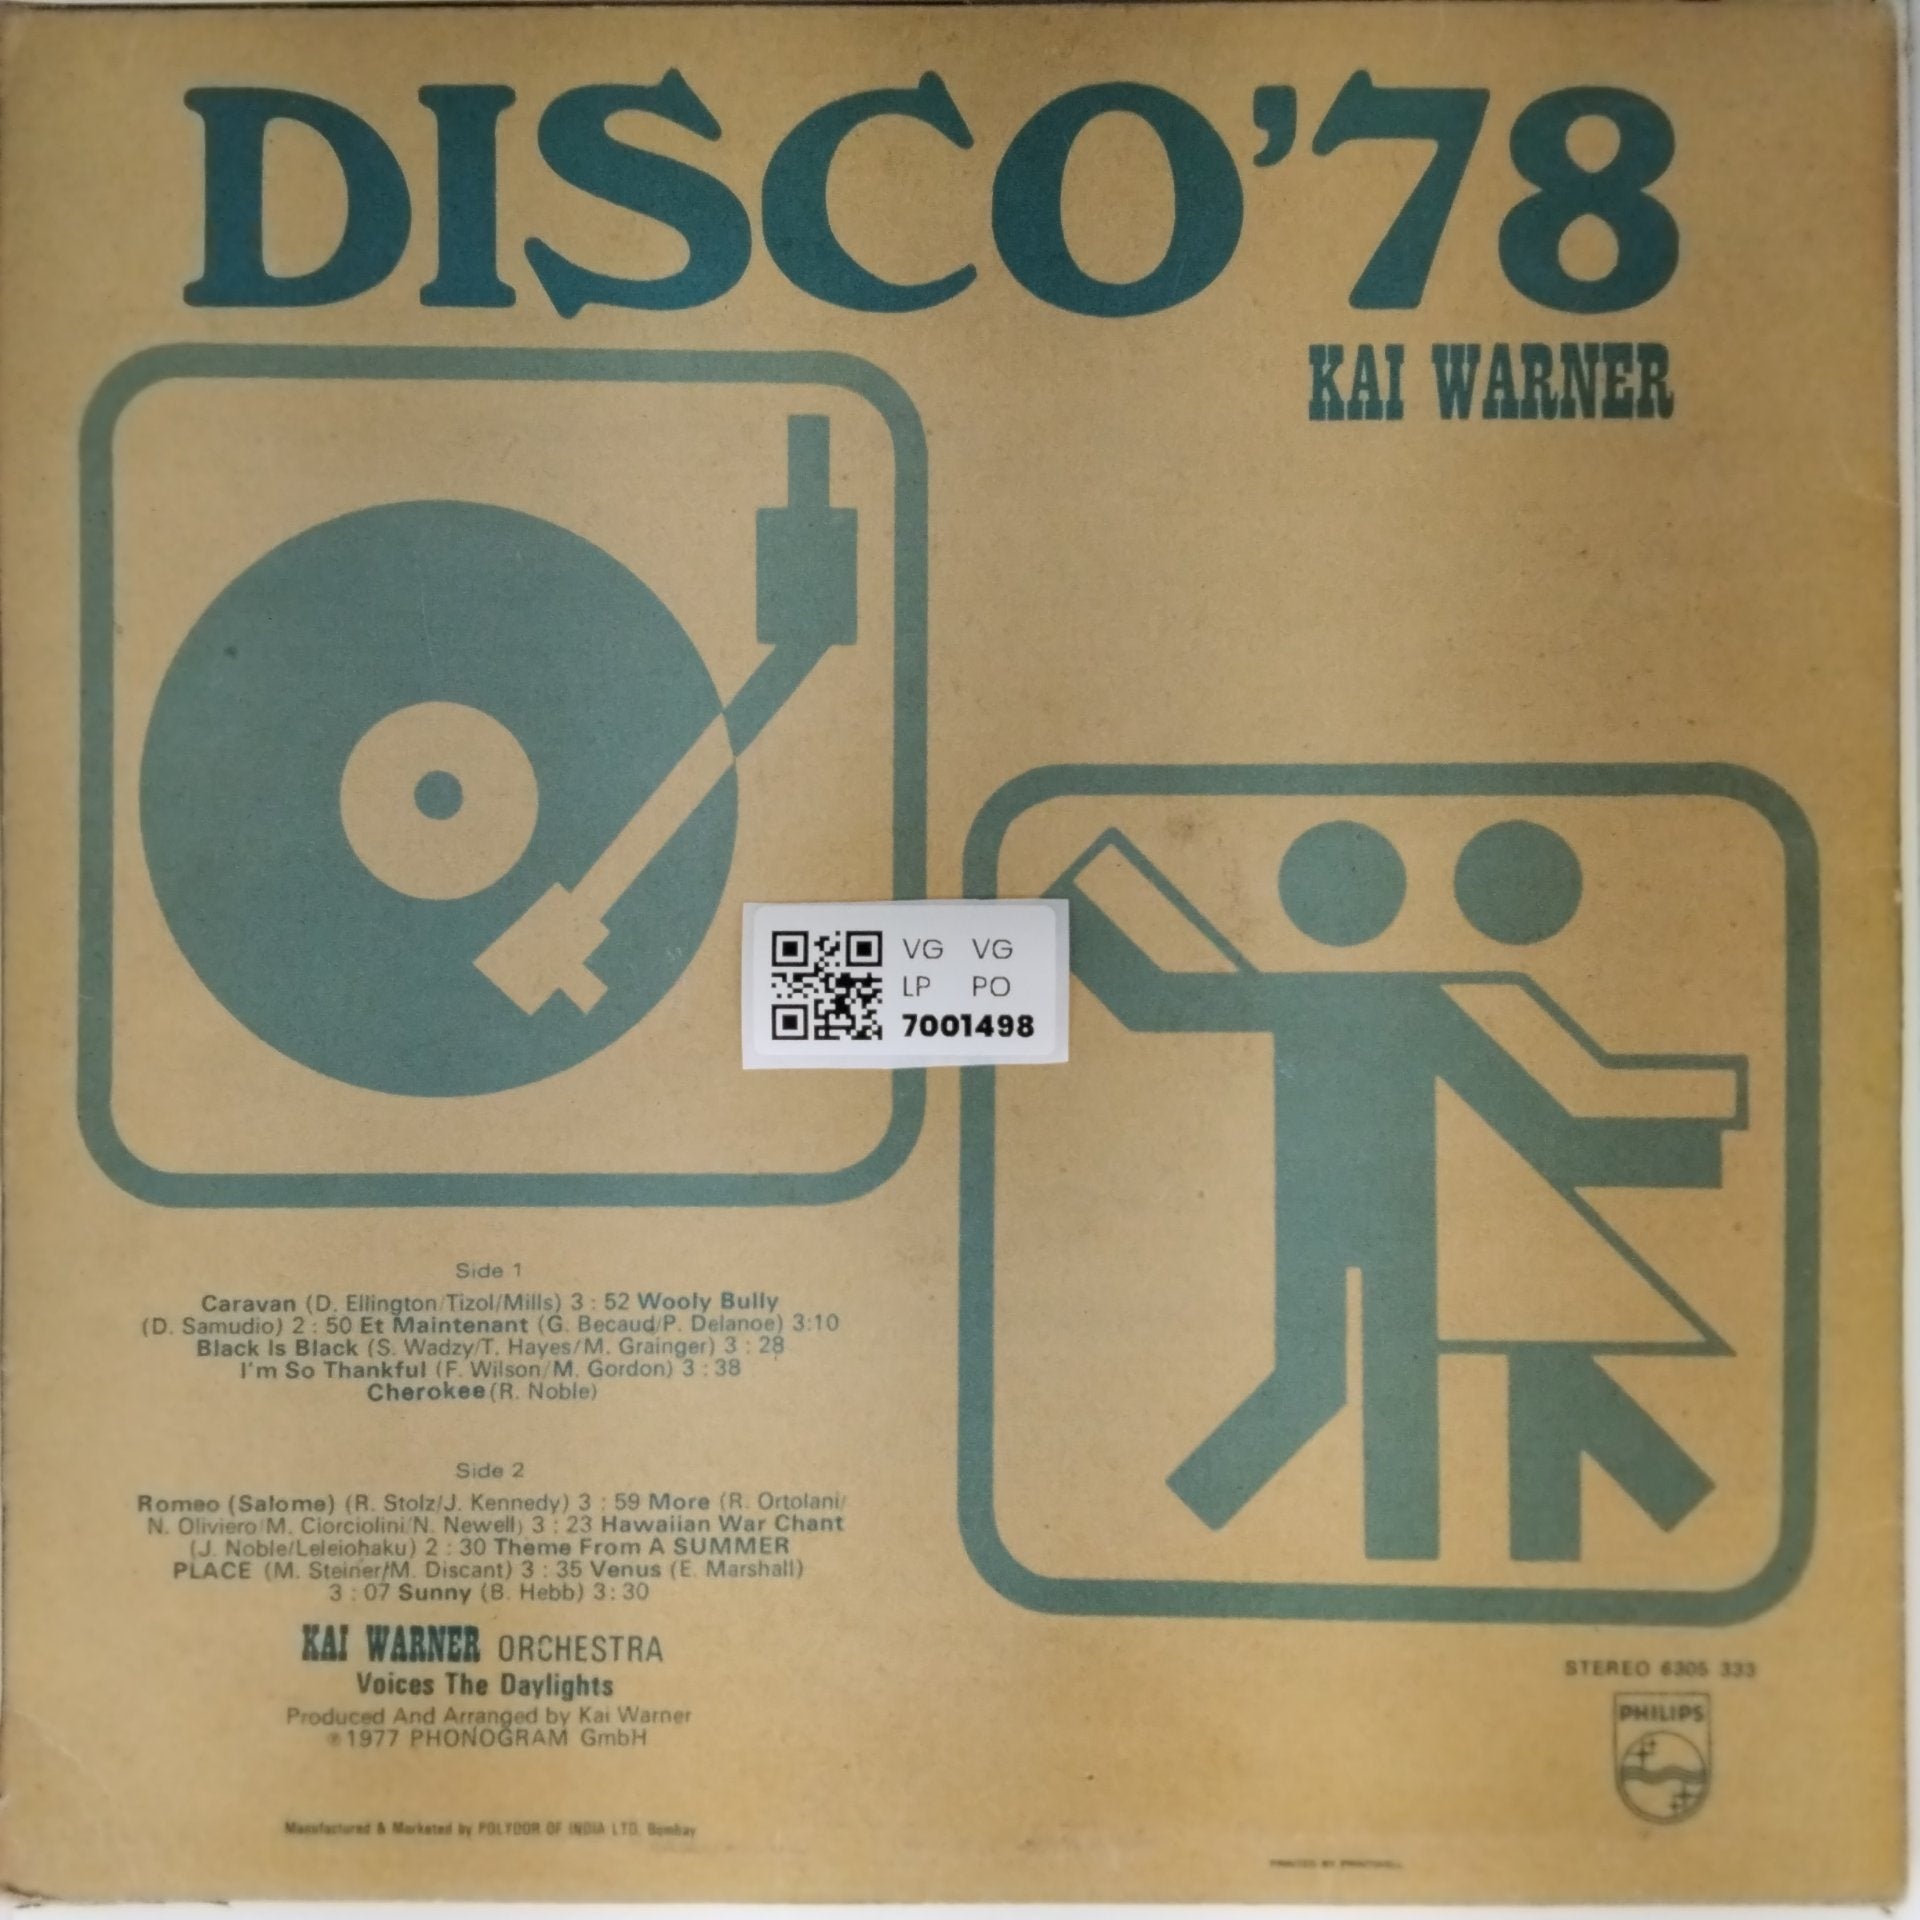 DISCO'78
KAI WARNER
VG VG
LP PO
7001498
Side 1
Caravan (D. Ellington/Tizol/Mills) 3 : 52 Wooly Bully
(D. Samudio) 2 : 50 Et Maintenant (G. Becaud/P. Delanoe) 3:10
Black Is Black (S. Wadzy/T. Hayes/M. Grainger) 3 : 28
I'm So Thankful (F. Wilson/M. Gordon) 3 : 38
Cherokee (R. Noble)
Side 2
Romeo (Salome) (R. Stolz/J. Kennedy) 3 : 59 More (R. Ortolani/
N. Oliviero/M. Ciorciolini/N. Newell) 3 : 23 Hawaiian War Chant
(J. Noble/Leleiohaku) 2 : 30 Theme From A SUMMER
PLACE (M. Steiner/M. Discant) 3 : 35 Venus (E. Marshall)
3 : 07 Sunny (B. Hebb) 3 : 30
KAI WARNER ORCHESTRA
Voices The Daylights
Produced And Arranged by Kai Warner
℗ 1977 PHONOGRAM GmbH
STEREO 6305 333
PHILIPS
Manufactured & Marketed by POLYDOR OF INDIA LTD. Bombay
PRINTED BY PRINTWELL